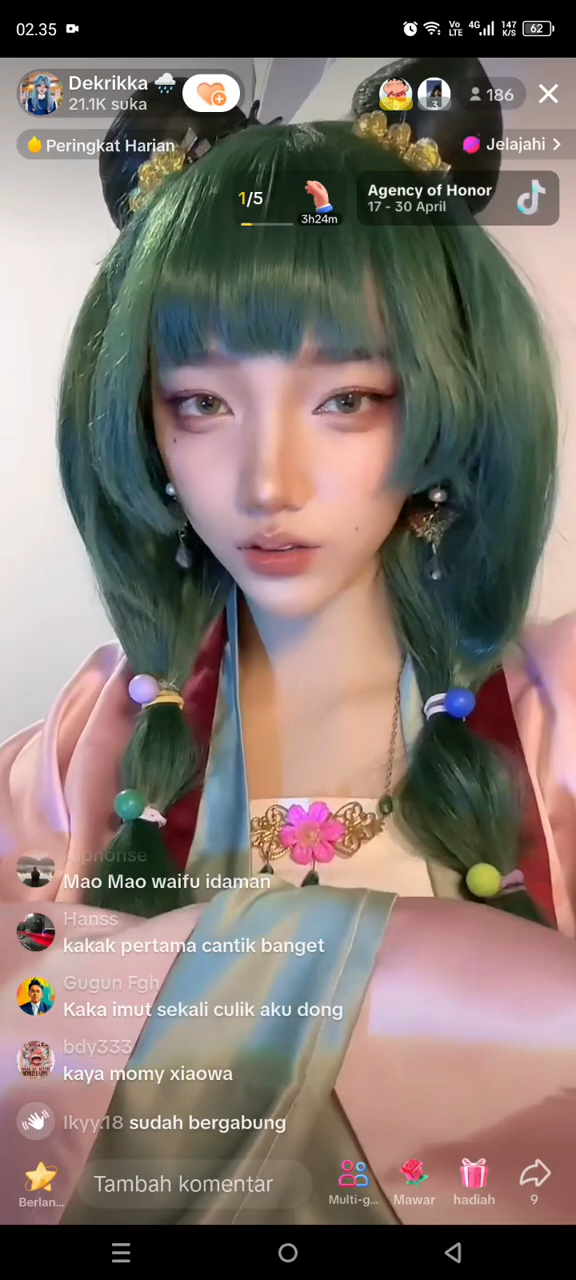 02.35
Vo
LTE
4G
147
K/S
62
Dekrikka
21.1K suka
3
186
Peringkat Harian
Jelajahi
1/5
3h24m
Agency of Honor
17 - 30 April
Mao Mao waifu idaman
Hanss
kakak pertama cantik banget
Gugun Fgh
Kaka imut sekali culik aku dong
bdy333
kaya momy xiaowa
Ikyy.18 sudah bergabung
Berlan...
Tambah komentar
Multi-g...
Mawar
hadiah
9